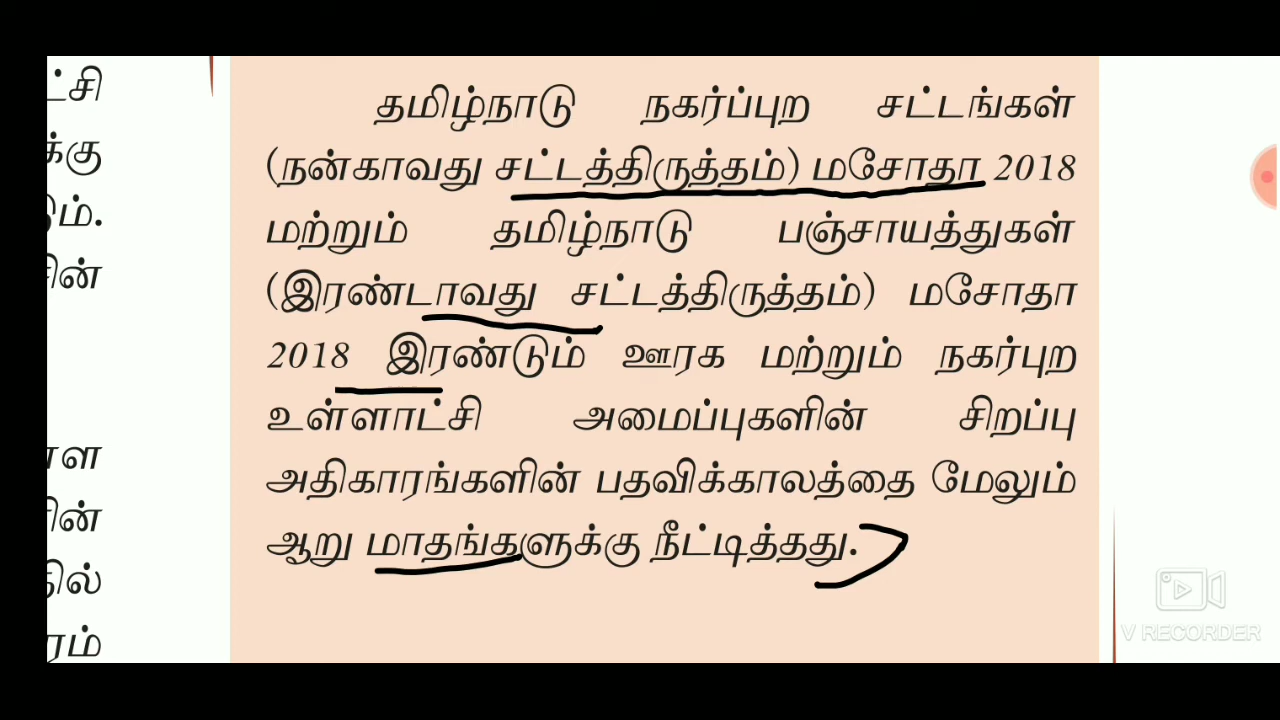 ட்சி
க்கு
ம்.
ின்
ள
ின்
ில்
ரம்
தமிழ்நாடு நகர்ப்புற சட்டங்கள்
(நன்காவது சட்டத்திருத்தம்) மசோதா 2018
மற்றும் தமிழ்நாடு பஞ்சாயத்துகள்
(இரண்டாவது சட்டத்திருத்தம்) மசோதா
2018 இரண்டும் ஊரக மற்றும் நகர்புற
உள்ளாட்சி அமைப்புகளின் சிறப்பு
அதிகாரங்களின் பதவிக்காலத்தை மேலும்
ஆறு மாதங்களுக்கு நீட்டித்தது.
V RECORDER